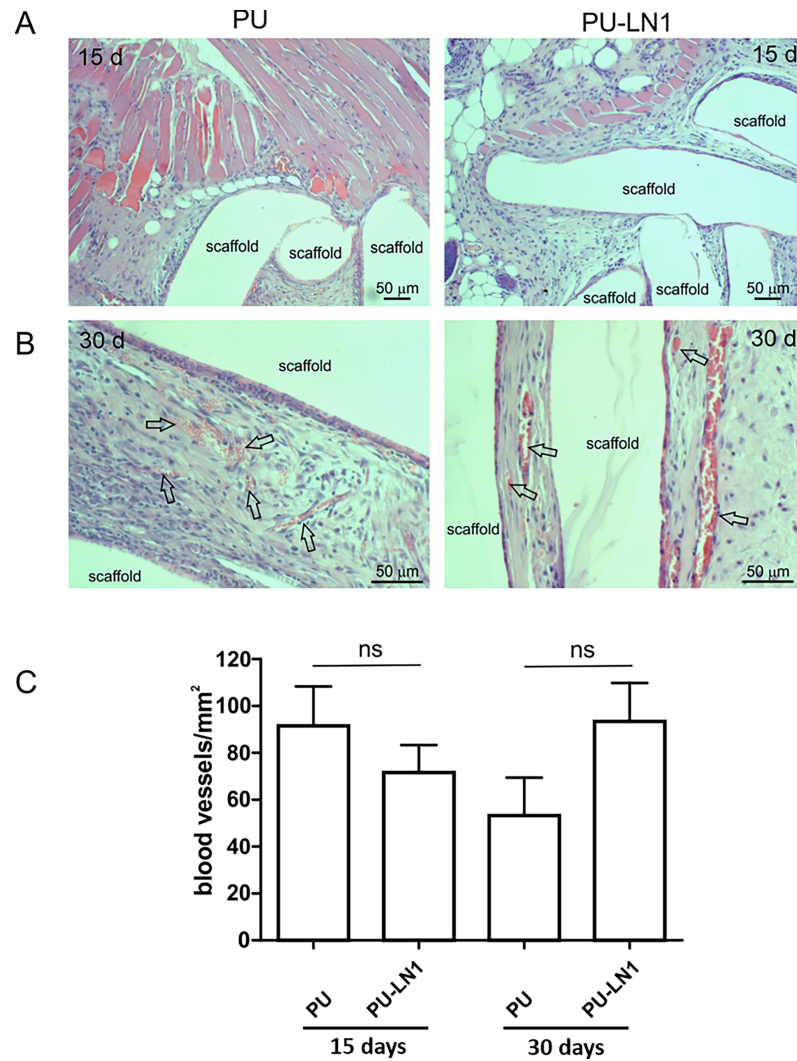 A
PU
PU-LN1
15 d
scaffold
scaffold
scaffold
50 μm
15 d
scaffold
scaffold
scaffold
scaffold
50 μm
B
30 d
scaffold
scaffold
50 μm
30 d
scaffold
scaffold
50 μm
C
blood vessels/mm²
120
100
80
60
40
20
0
ns
ns
PU
PU-LN1
PU
PU-LN1
15 days
30 days